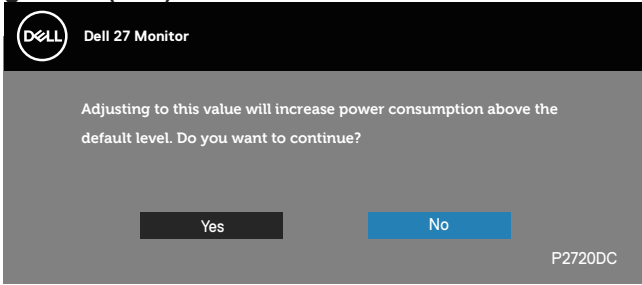 DELL
Dell 27 Monitor
Adjusting to this value will increase power consumption above the
default level. Do you want to continue?
Yes
No
P2720DC